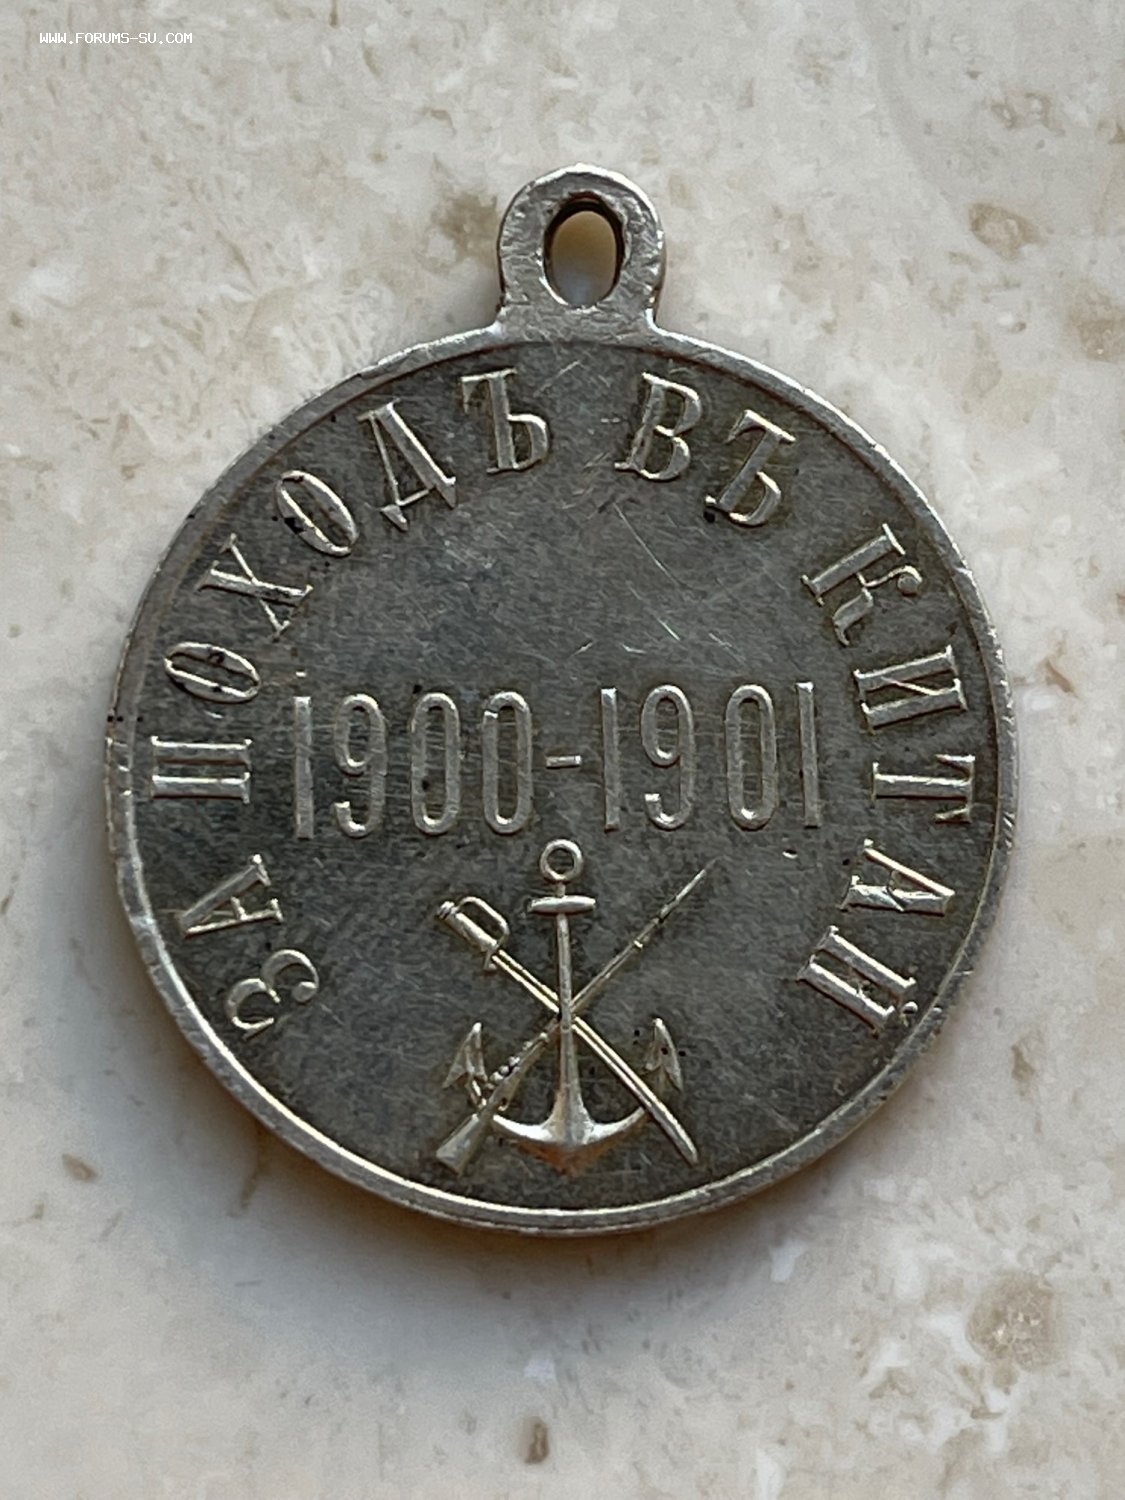 WWW.FORUMS-SU.COM
ЗА ПОХОДЪ ВЪ КИТАЙ
1900-1901